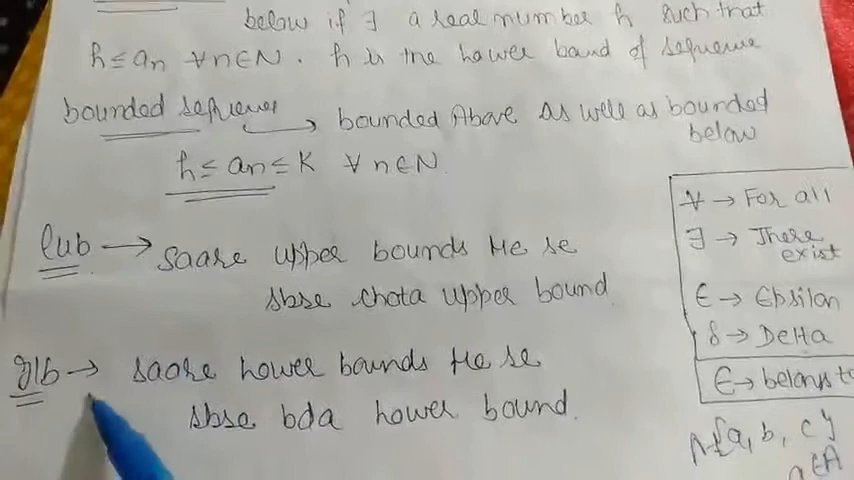 below if ∃ a real number h such that
h ≤ an ∀ n ∈ N. h is the lower band of sequence
bounded sequence → bounded Above as well as bounded
below
h ≤ an ≤ K ∀ n ∈ N
lub → saare upper bounds me se
sbse chota upper bound
glb → saare lower bounds me se
sbse bda lower bound.
∀ → For all
∃ → There
exist
ε → Epsilon
δ → Delta
∈ → belongs to
A = {a, b, c}
a ∈ A